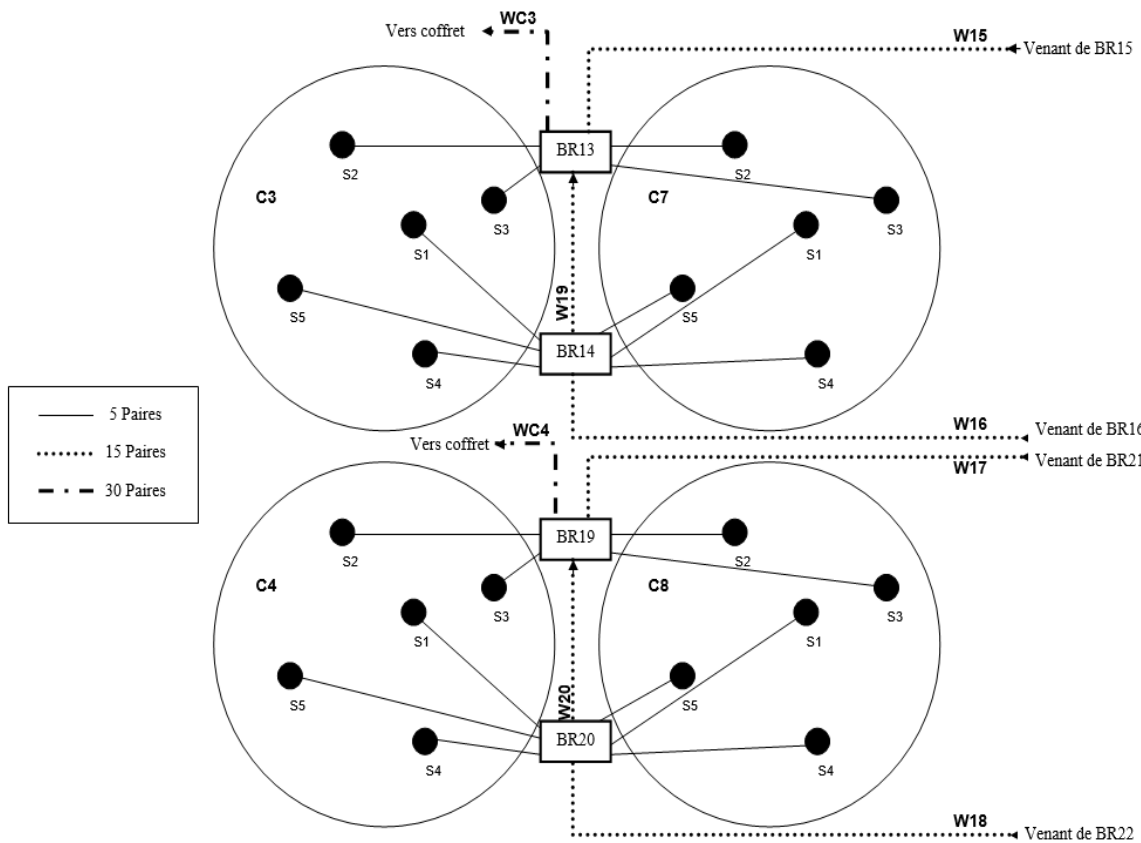 WC3
Vers coffret
W15
Venant de BR15
BR13
S2
S2
C3
C7
S3
S3
S1
S1
W19
S5
S5
BR14
S4
S4
5 Paires
15 Paires
30 Paires
WC4
Vers coffret
W16
Venant de BR16
Venant de BR21
W17
BR19
S2
S2
C4
C8
S3
S3
S1
S1
W20
S5
S5
BR20
S4
S4
W18
Venant de BR22